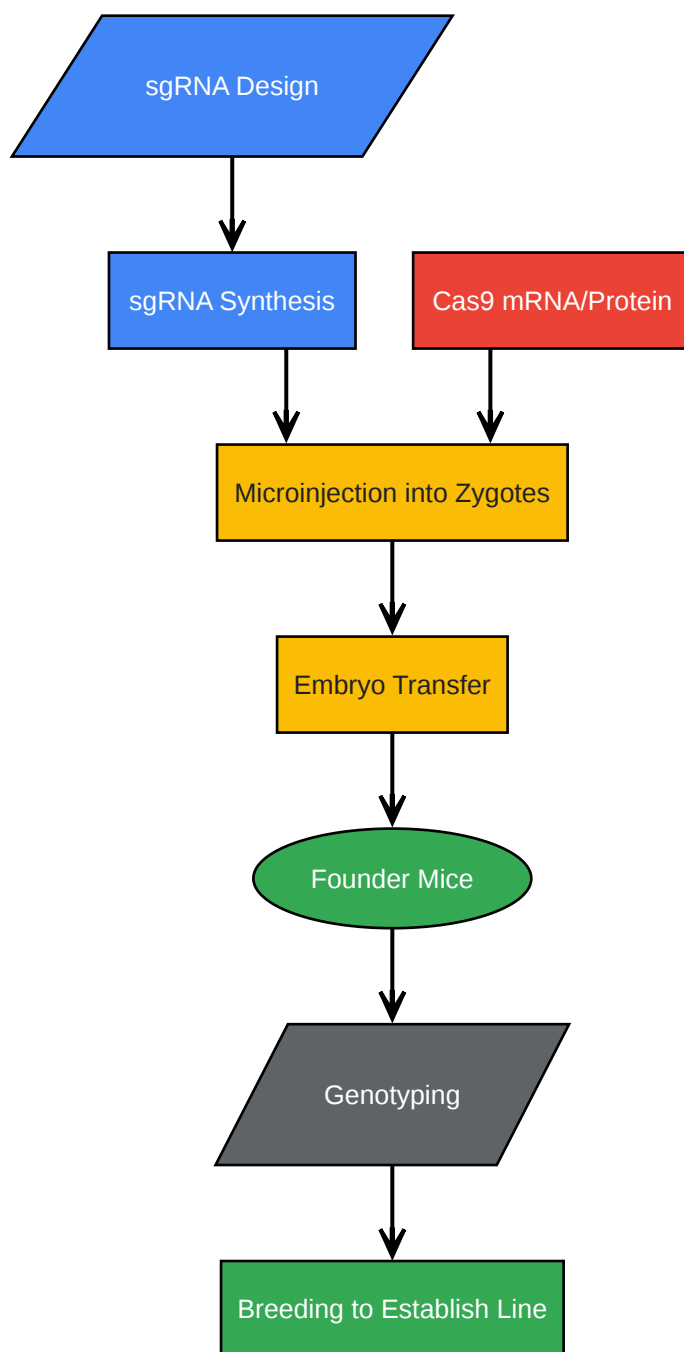 sgRNA Design
sgRNA Synthesis
Cas9 mRNA/Protein
Microinjection into Zygotes
Embryo Transfer
Founder Mice
Genotyping
Breeding to Establish Line